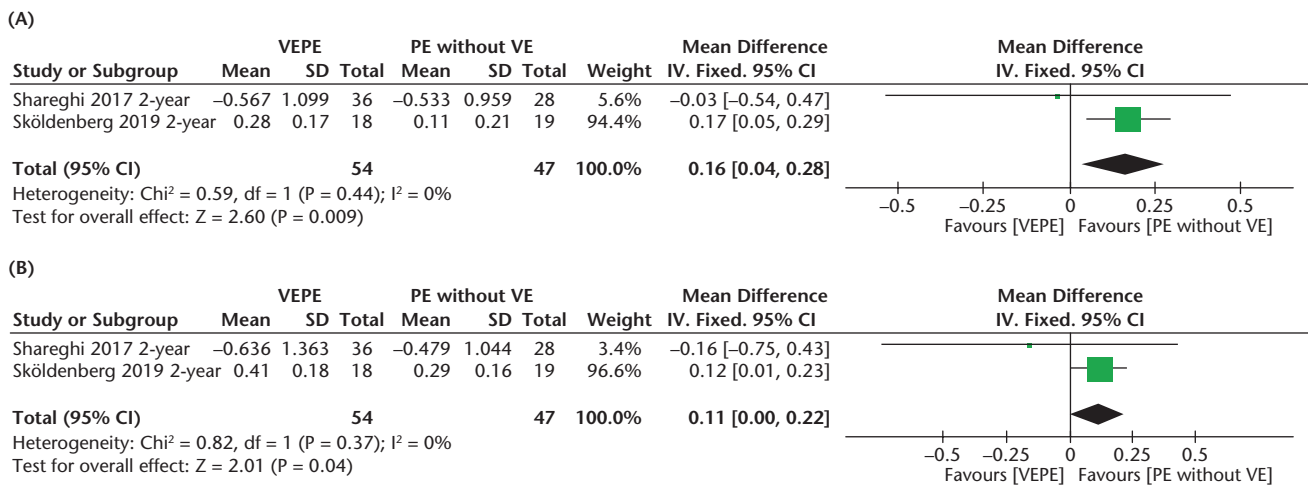 (A)
VEPE PE without VE Mean Difference Mean Difference
Study or Subgroup Mean SD Total Mean SD Total Weight IV. Fixed. 95% CI IV. Fixed. 95% CI
Shareghi 2017 2-year −0.567 1.099 36 −0.533 0.959 28 5.6% −0.03 [−0.54, 0.47]
Sköldenberg 2019 2-year 0.28 0.17 18 0.11 0.21 19 94.4% 0.17 [0.05, 0.29]
Total (95% CI) 54 47 100.0% 0.16 [0.04, 0.28]
Heterogeneity: Chi² = 0.59, df = 1 (P = 0.44); I² = 0%
Test for overall effect: Z = 2.60 (P = 0.009)
−0.5 −0.25 0 0.25 0.5
Favours [VEPE] Favours [PE without VE]
(B)
VEPE PE without VE Mean Difference Mean Difference
Study or Subgroup Mean SD Total Mean SD Total Weight IV. Fixed. 95% CI IV. Fixed. 95% CI
Shareghi 2017 2-year −0.636 1.363 36 −0.479 1.044 28 3.4% −0.16 [−0.75, 0.43]
Sköldenberg 2019 2-year 0.41 0.18 18 0.29 0.16 19 96.6% 0.12 [0.01, 0.23]
Total (95% CI) 54 47 100.0% 0.11 [0.00, 0.22]
Heterogeneity: Chi² = 0.82, df = 1 (P = 0.37); I² = 0%
Test for overall effect: Z = 2.01 (P = 0.04)
−0.5 −0.25 0 0.25 0.5
Favours [VEPE] Favours [PE without VE]